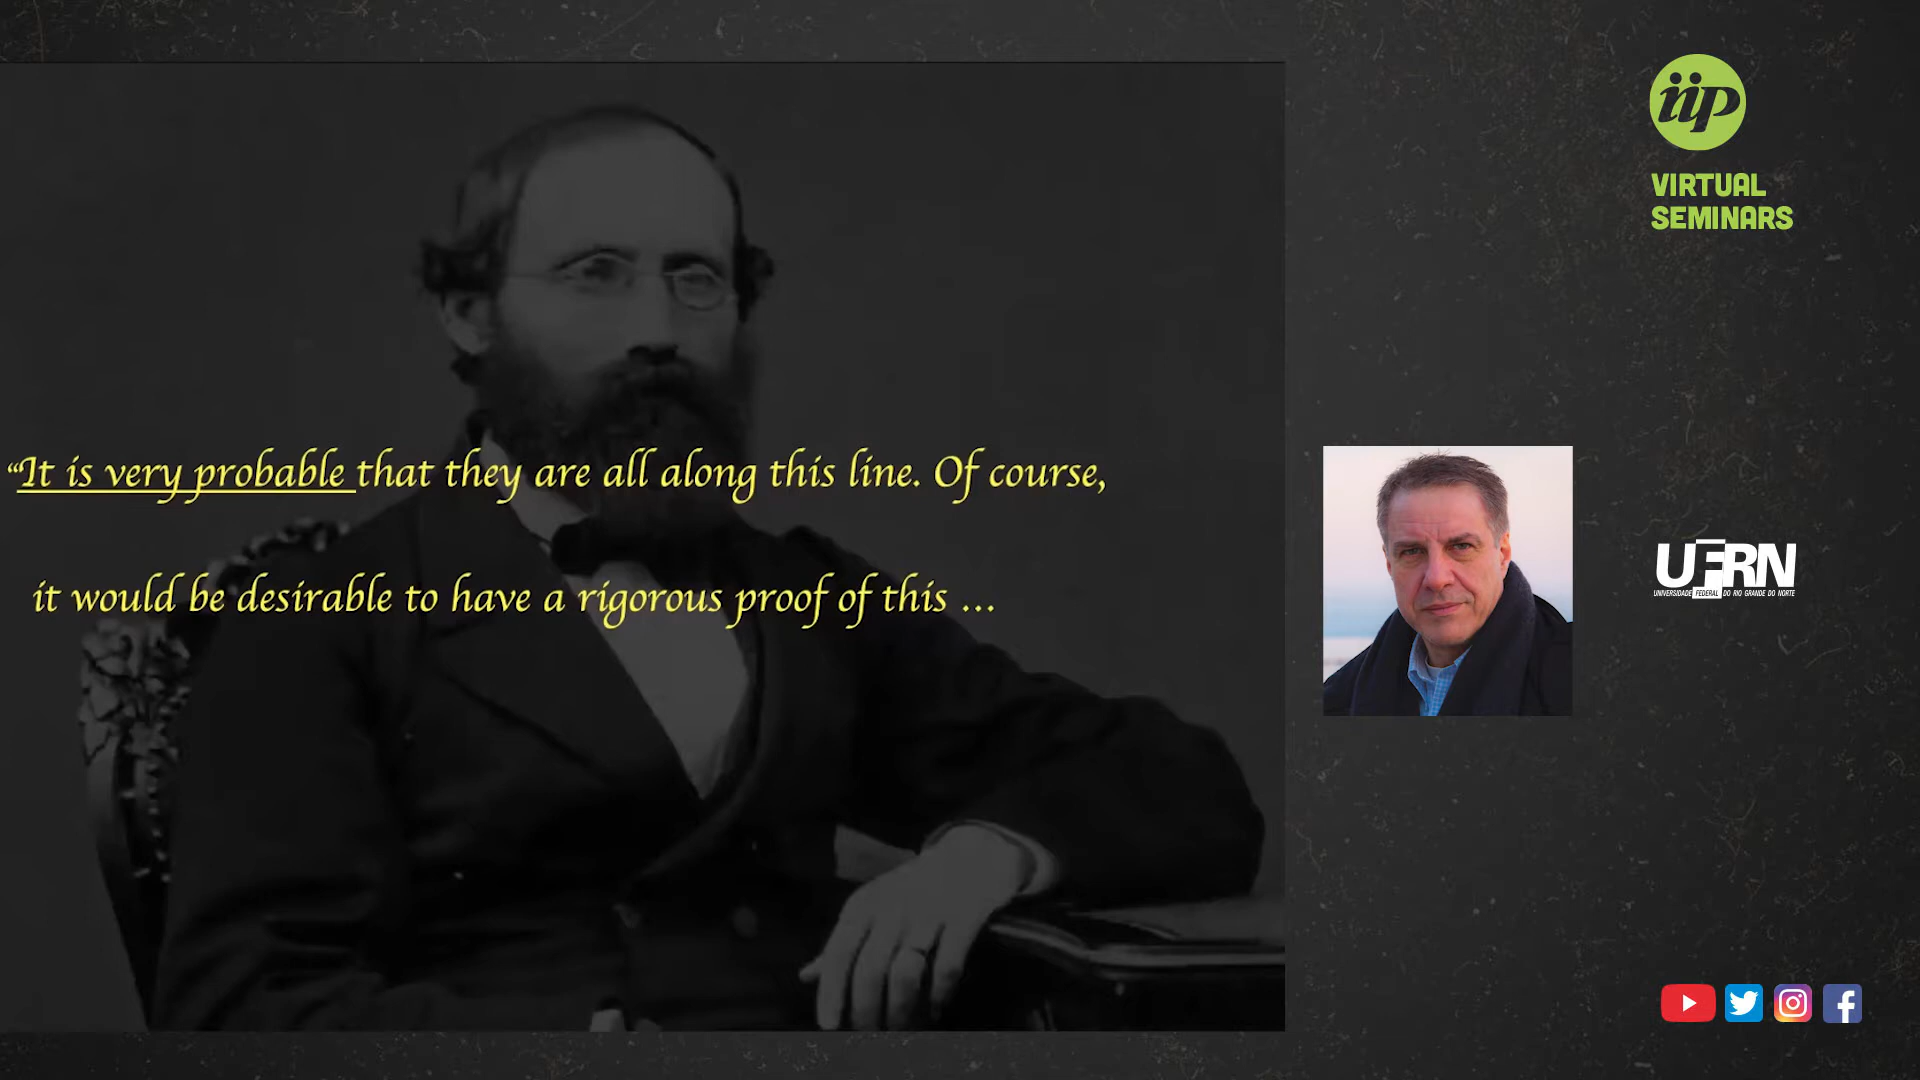 “It is very probable that they are all along this line. Of course,
it would be desirable to have a rigorous proof of this ...
iip
VIRTUAL
SEMINARS
UFRN
UNIVERSIDADE FEDERAL DO RIO GRANDE DO NORTE